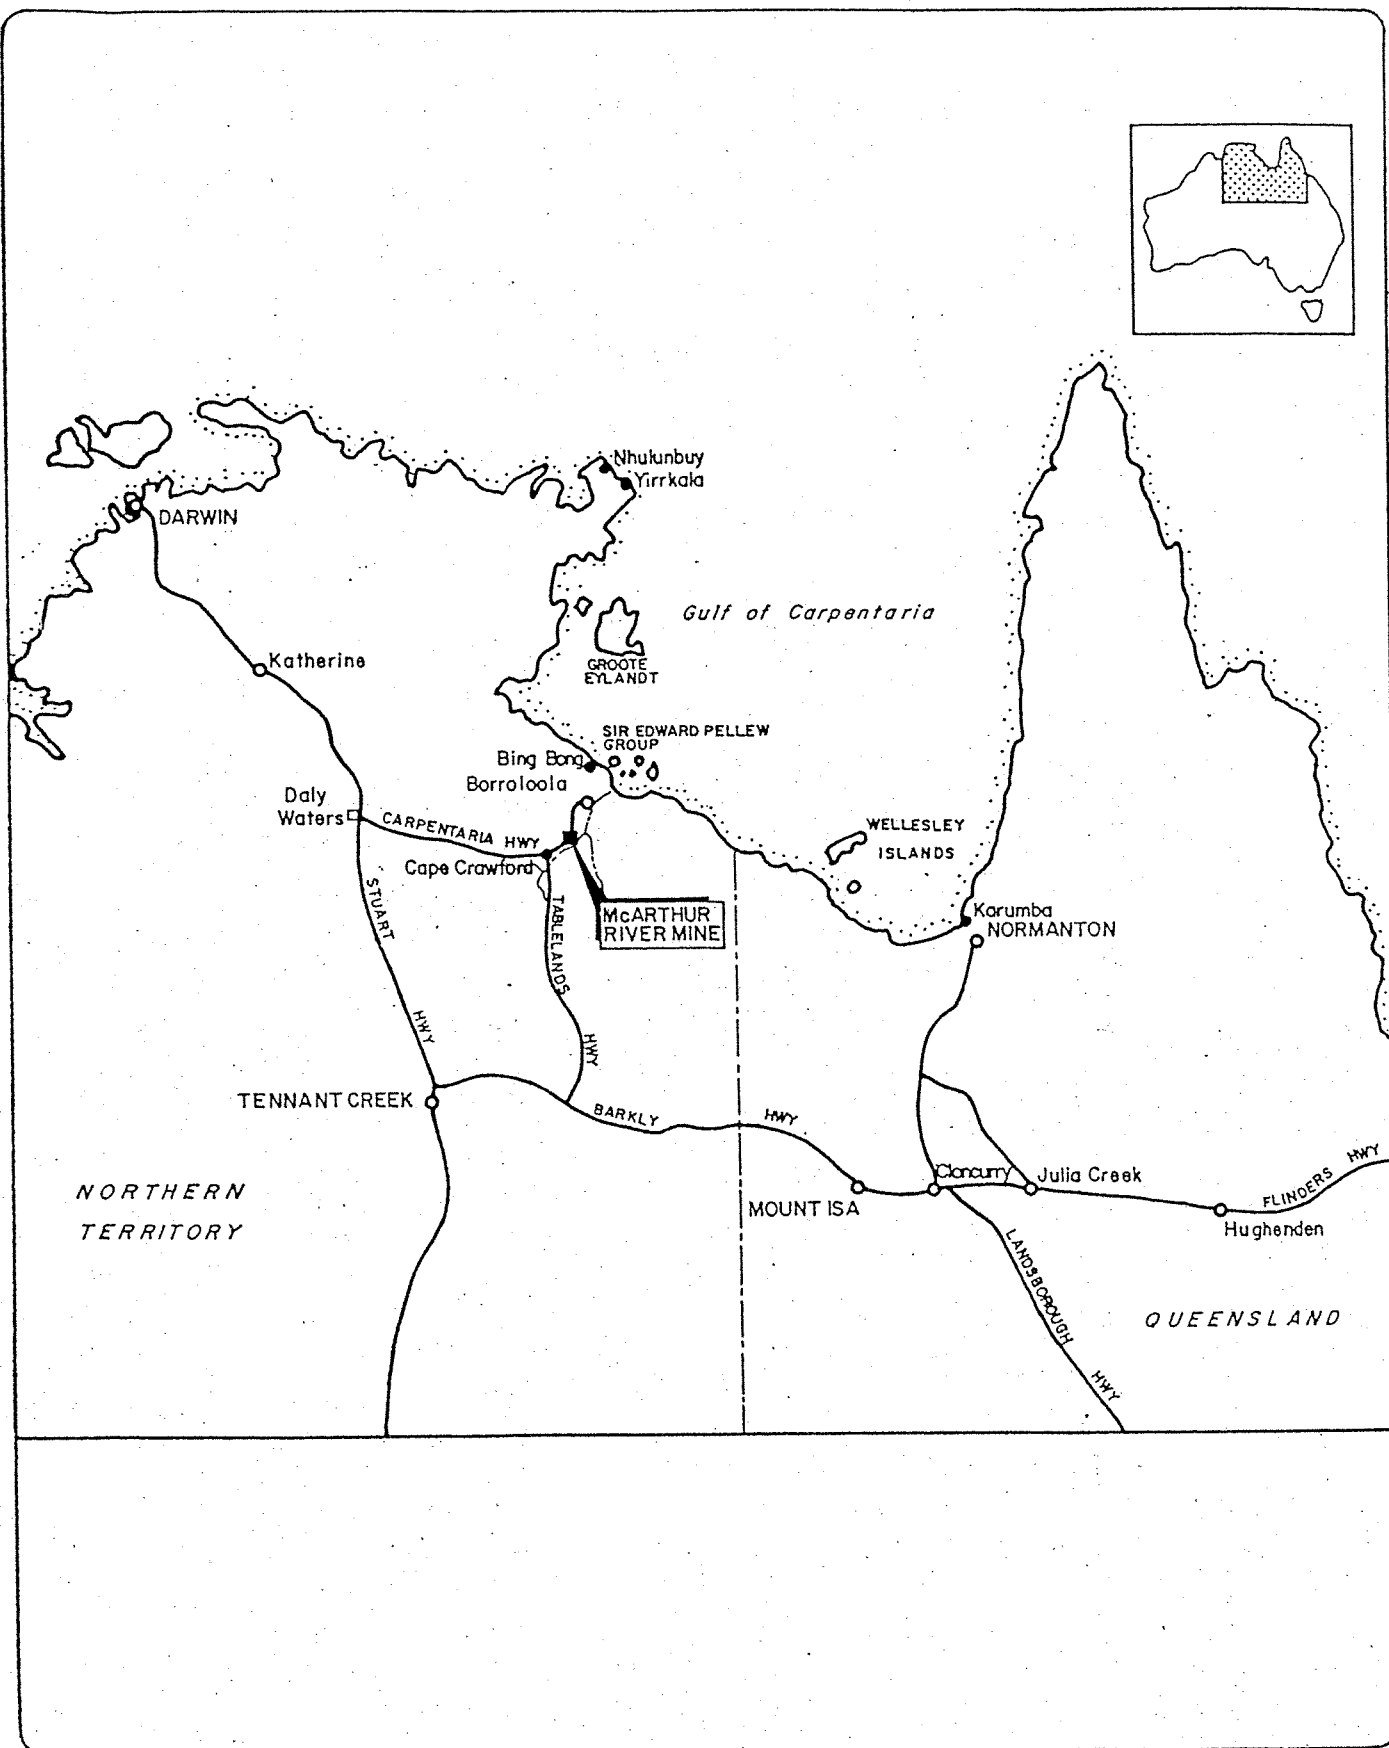 Nhulunbuy
Yirrkala
DARWIN
Gulf of Carpentaria
Katherine
GROOTE
EYLANDT
SIR EDWARD PELLEW
GROUP
Bing Bong
Borroloola
Daly
Waters
CARPENTARIA HWY
WELLESLEY
ISLANDS
Cape Crawford
STUART HWY
TABLELANDS HWY
McARTHUR
RIVER MINE
Karumba
NORMANTON
TENNANT CREEK
BARKLY HWY
Cloncurry
Julia Creek
FLINDERS HWY
NORTHERN
TERRITORY
MOUNT ISA
Hughenden
LANDSBOROUGH HWY
QUEENSLAND